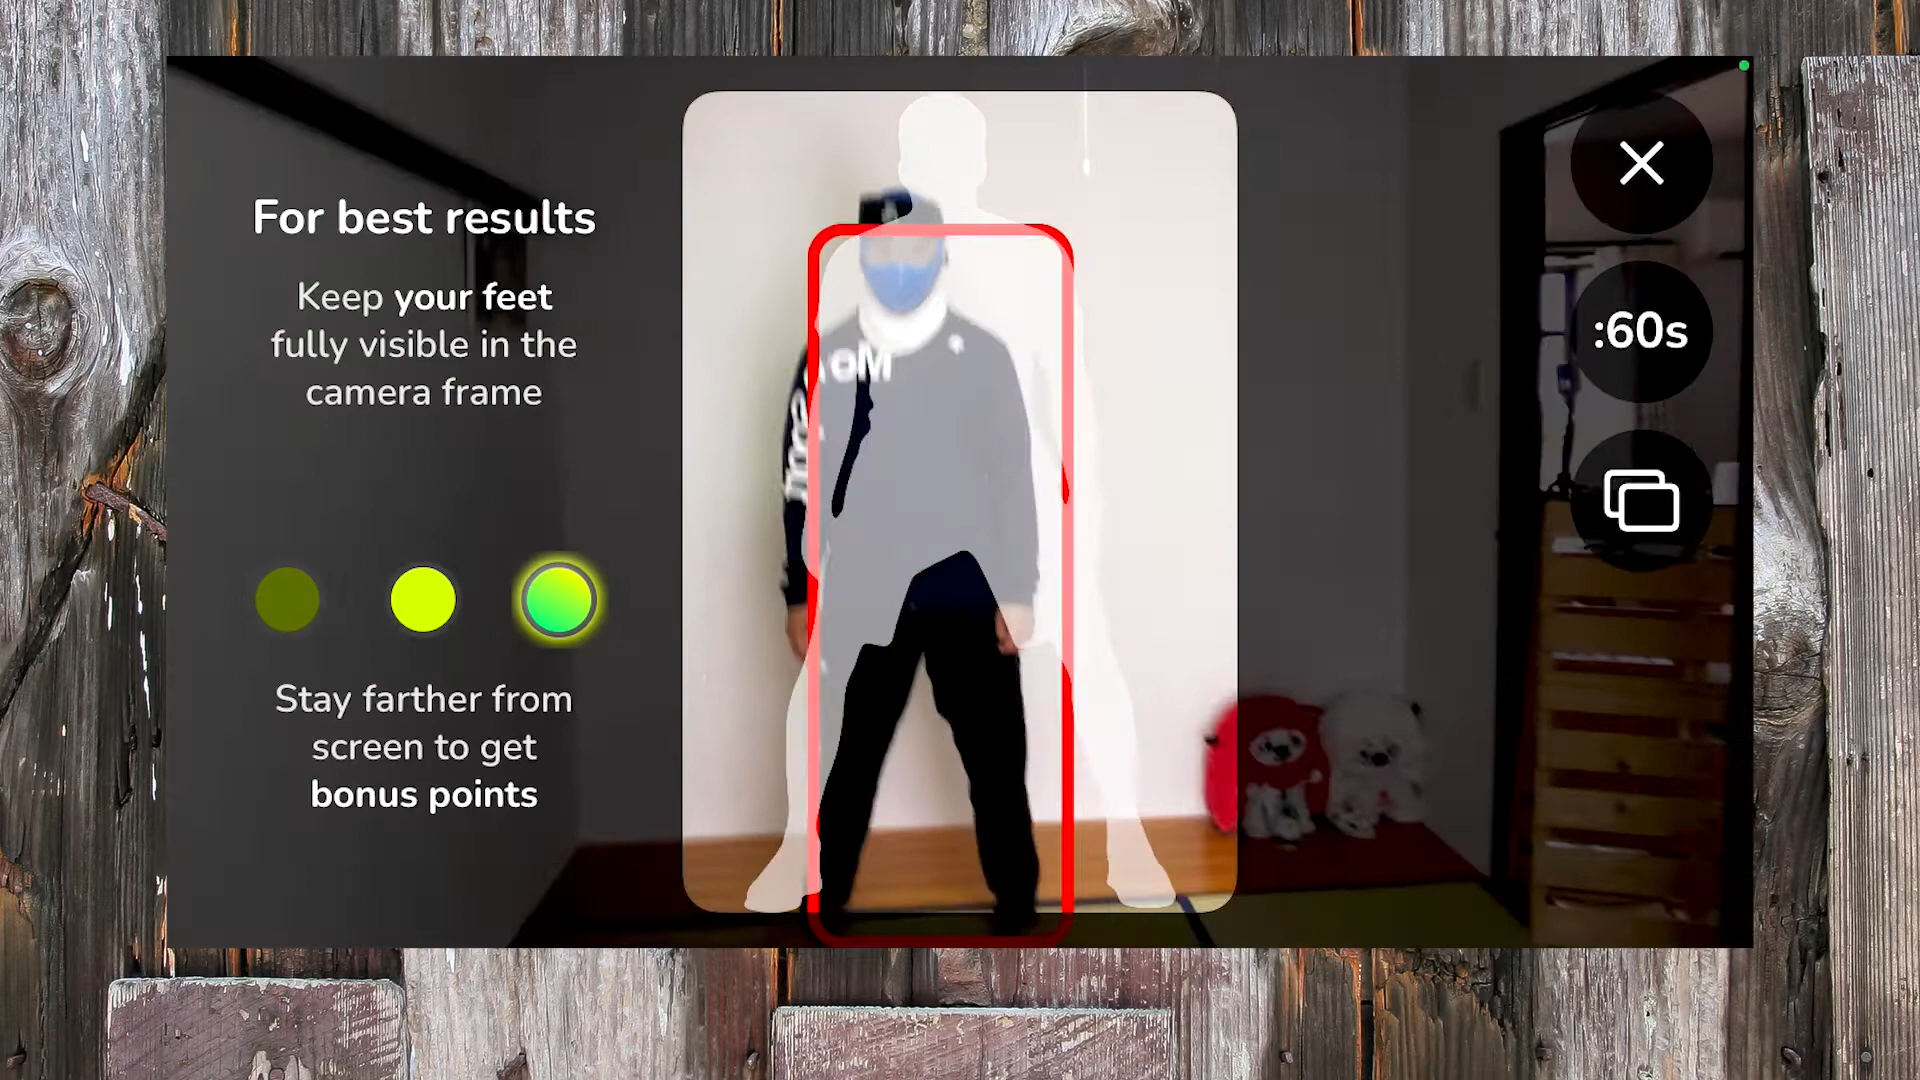 For best results
Keep your feet
fully visible in the
camera frame
Stay farther from
screen to get
bonus points
:60s